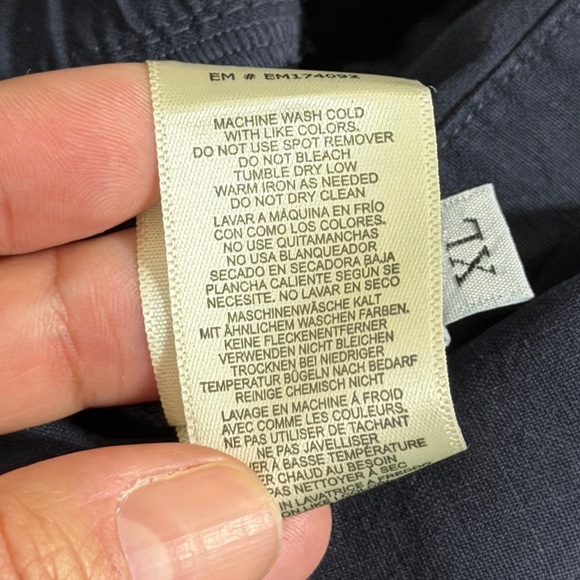 EM # EM174092
MACHINE WASH COLD
WITH LIKE COLORS.
DO NOT USE SPOT REMOVER
DO NOT BLEACH
TUMBLE DRY LOW
WARM IRON AS NEEDED
DO NOT DRY CLEAN
LAVAR A MÁQUINA EN FRÍO
CON COMO LOS COLORES.
NO USE QUITAMANCHAS
NO USA BLANQUEADOR
SECADO EN SECADORA BAJA
PLANCHA CALIENTE SEGÚN SE
NECESITE. NO LAVAR EN SECO
MASCHINENWÄSCHE KALT
MIT ÄHNLICHEM WASCHEN FARBEN.
KEINE FLECKENENTFERNER
VERWENDEN NICHT BLEICHEN
TROCKNEN BEI NIEDRIGER
TEMPERATUR BÜGELN NACH BEDARF
REINIGE CHEMISCH NICHT
LAVAGE EN MACHINE À FROID
AVEC COMME LES COULEURS.
NE PAS UTILISER DE TACHANT
NE PAS JAVELLISER
ER À BASSE TEMPÉRATURE
ER CHAUD AU BESOIN
PAS NETTOYER À SEC
IN LAVATRICE A FREDDO
XL